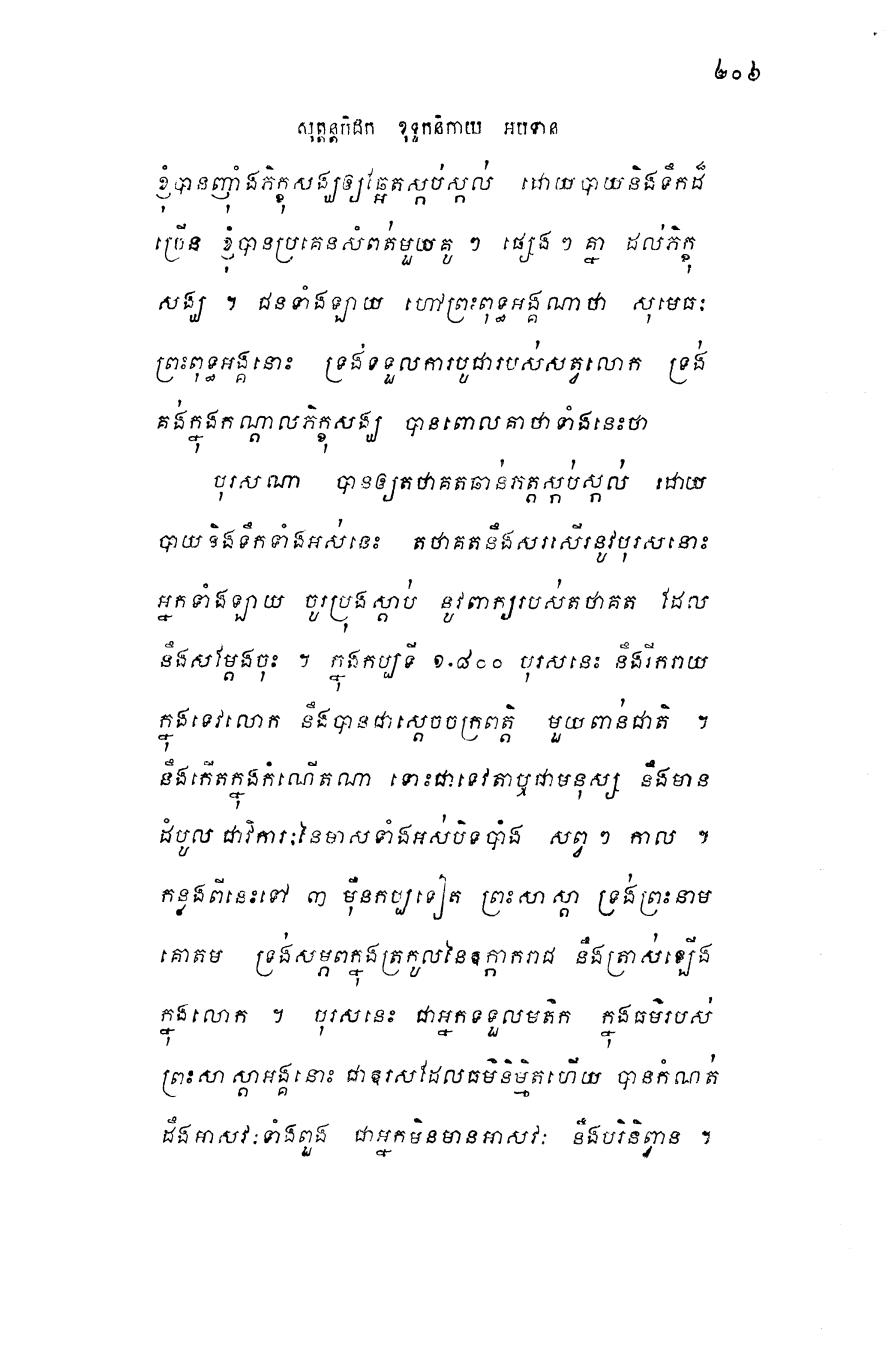 ២០៦
សុត្តន្តបិដក ខុទ្ទកនិកាយ អបទាន
ខ្ញុំបានញ៉ាំងភិក្ខុសង្ឃឲ្យឆ្អែតស្កប់ស្កល់ ដោយបាយនិងទឹកដ៏
ច្រើន ខ្ញុំបានប្រគេនសំពត់មួយគូ ៗ ផ្សេង ៗ គ្នា ដល់ភិក្ខុ
សង្ឃ ។ ជនទាំងឡាយ ហៅព្រះពុទ្ធអង្គណាថា សុមេធៈ
ព្រះពុទ្ធអង្គនោះ ទ្រង់ទទួលការបូជារបស់សត្វលោក ទ្រង់
គង់ក្នុងកណ្តាលភិក្ខុសង្ឃ បានពោលគាថាទាំងនេះថា
បុរសណា បានឲ្យតថាគតឆាន់ភត្តស្កប់ស្កល់ ដោយ
បាយនិងទឹកទាំងអស់នេះ តថាគតនឹងសរសើរនូវបុរសនោះ
អ្នកទាំងឡាយ ចូរប្រុងស្តាប់ នូវពាក្យរបស់តថាគត ដែល
នឹងសម្តែងចុះ ។ ក្នុងកប្បទី ១.៨០០ បុរសនេះ នឹងរីករាយ
ក្នុងទេវលោក នឹងបានជាស្តេចចក្រពត្តិ មួយពាន់ជាតិ ។
នឹងកើតក្នុងកំណើតណា ទោះជាទេវតាឬជាមនុស្ស នឹងមាន
ដំបូល ជាវិការៈនៃមាសទាំងអស់បិទបាំង សព្វ ៗ កាល ។
កន្លងពីនេះទៅ ៣ ម៉ឺនកប្បទៀត ព្រះសាស្តា ទ្រង់ព្រះនាម
គោតម ទ្រង់សម្ភពក្នុងត្រកូលនៃឧក្កាករាជ នឹងត្រាស់ឡើង
ក្នុងលោក ។ បុរសនេះ ជាអ្នកទទួលមតិក ក្នុងធម៌របស់
ព្រះសាស្តាអង្គនោះ ជាឱរសដែលធម៌និម្មិតហើយ បានកំណត់
ដឹងអាសវៈទាំងពួង ជាអ្នកមិនមានអាសវៈ នឹងបរិនិព្វាន ។